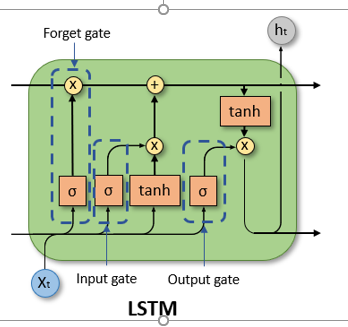 Forget gate
hₜ
x
+
tanh
x
x
σ
σ
tanh
σ
Xₜ
Input gate
Output gate
LSTM